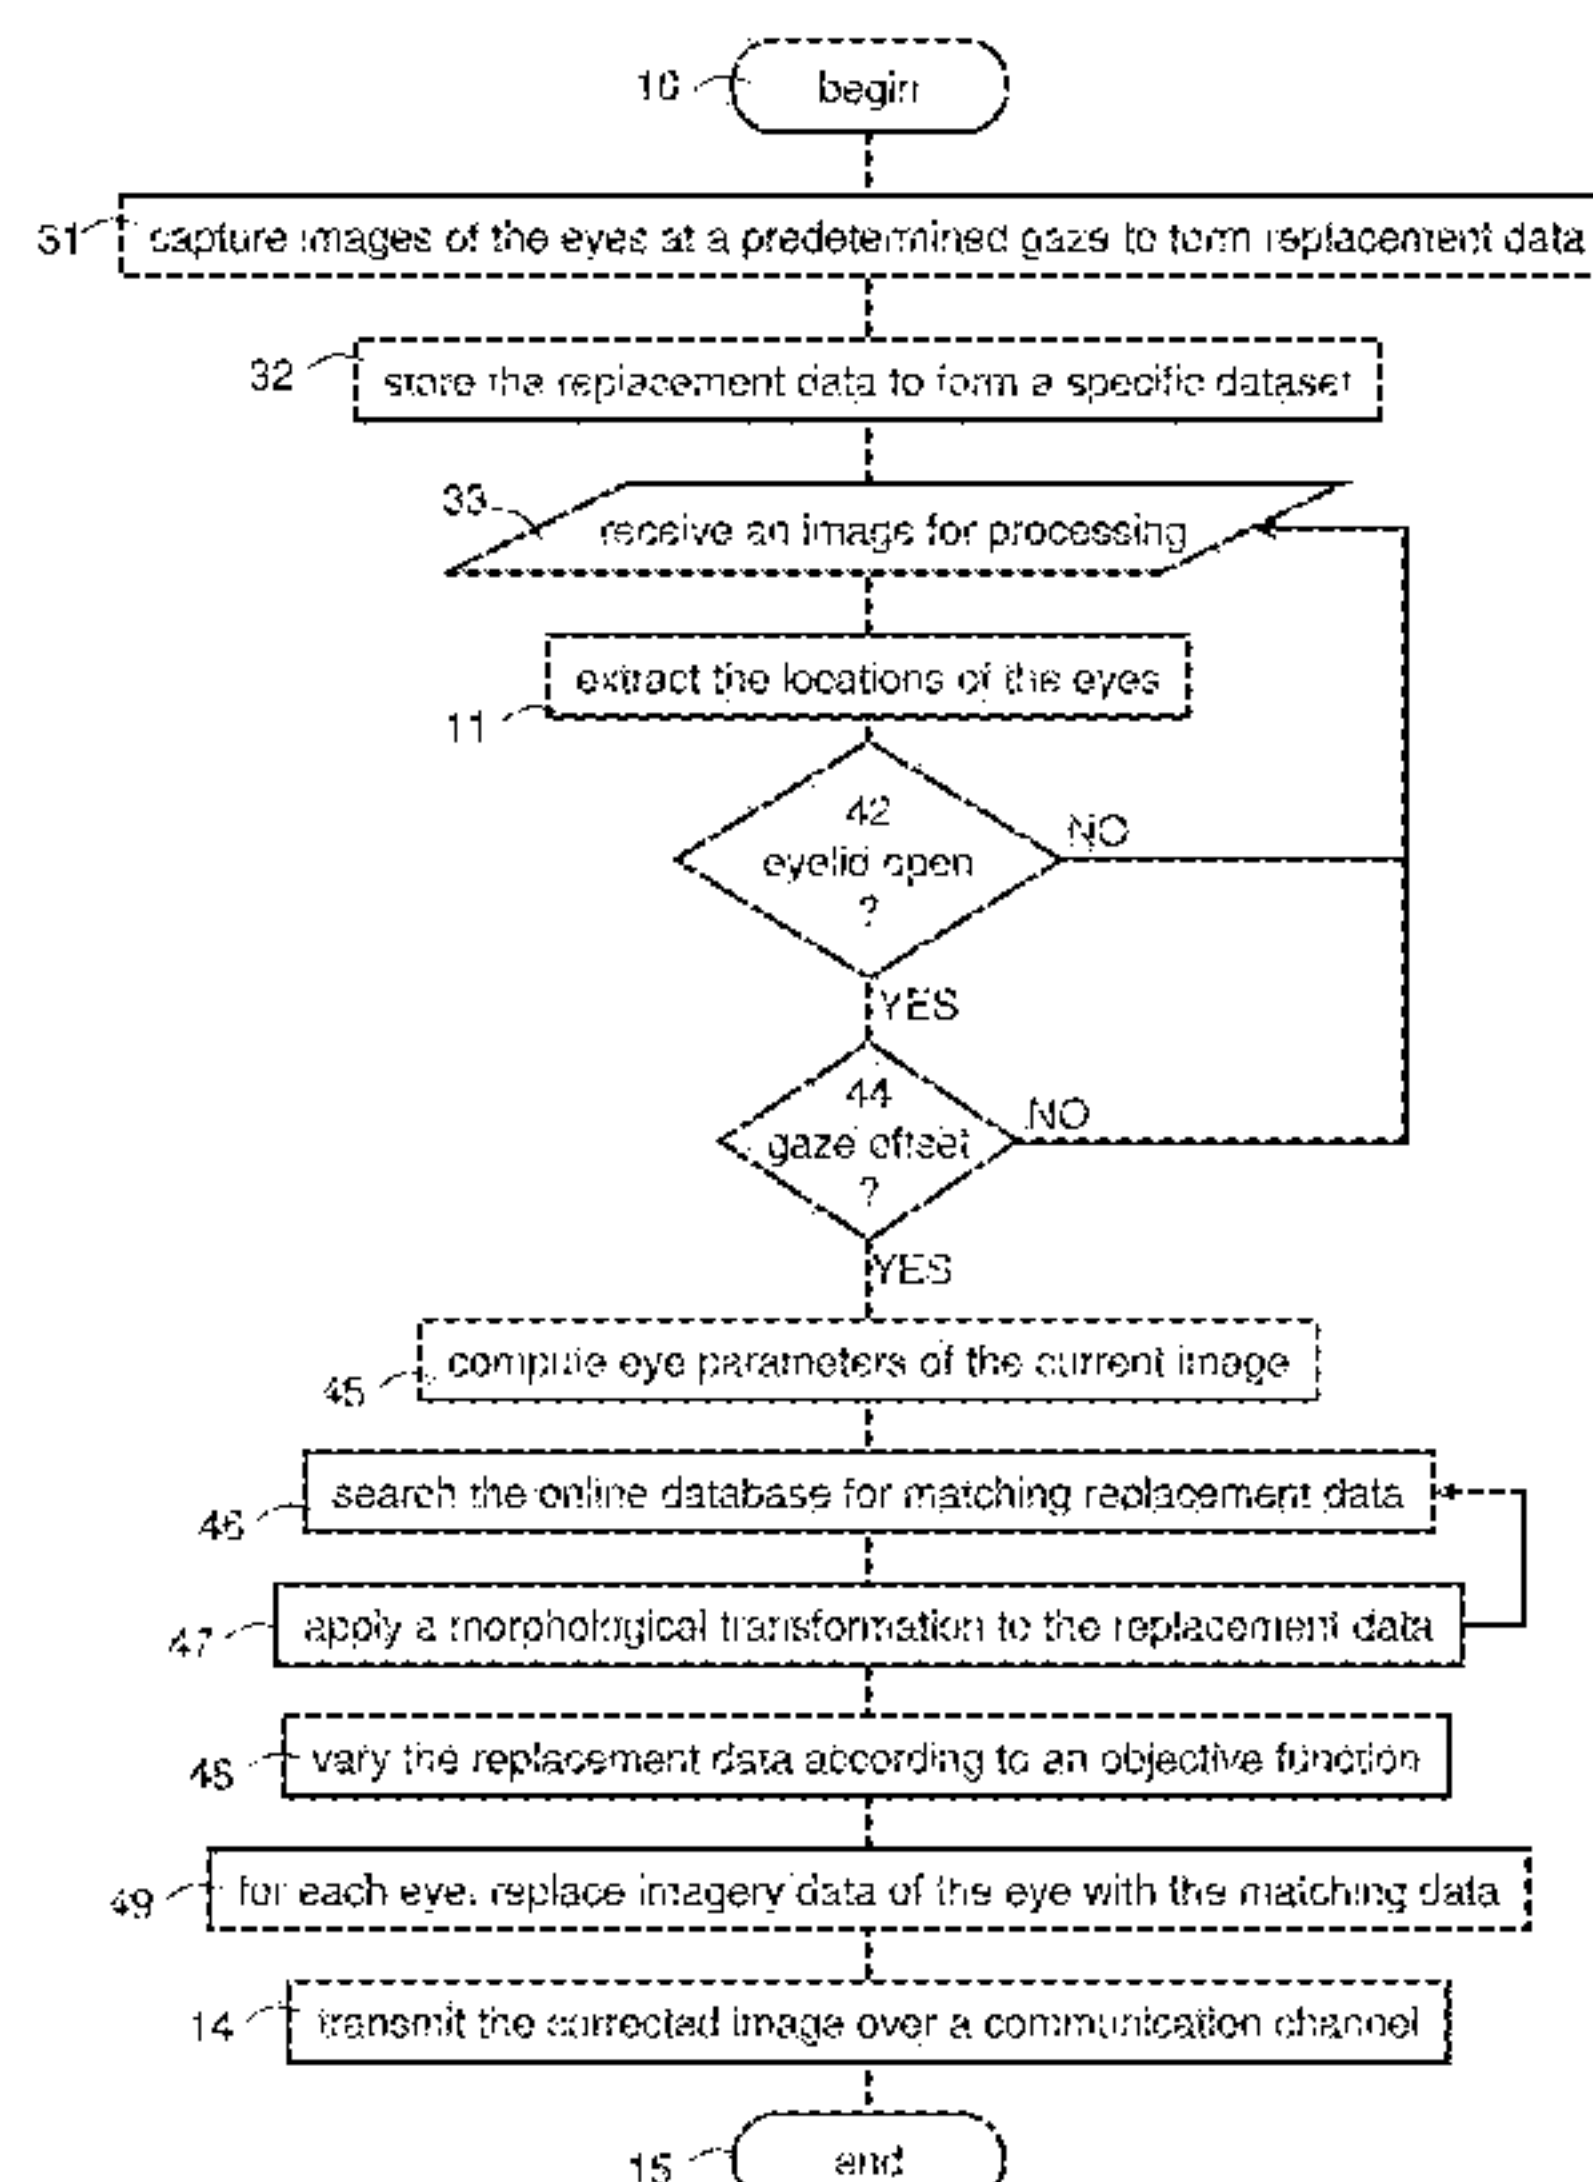 10 begin
31 capture images of the eyes at a predetermined gaze to form replacement data
32 store the replacement data to form a specific dataset
33 receive an image for processing
extract the locations of the eyes
11
42
eyelid open
?
NO
YES
44
gaze offset
?
NO
YES
compute eye parameters of the current image
45
search the online database for matching replacement data
46
apply a morphological transformation to the replacement data
47
vary the replacement data according to an objective function
48
for each eye, replace imagery data of the eye with the matching data
49
14 transmit the corrected image over a communication channel
15 end